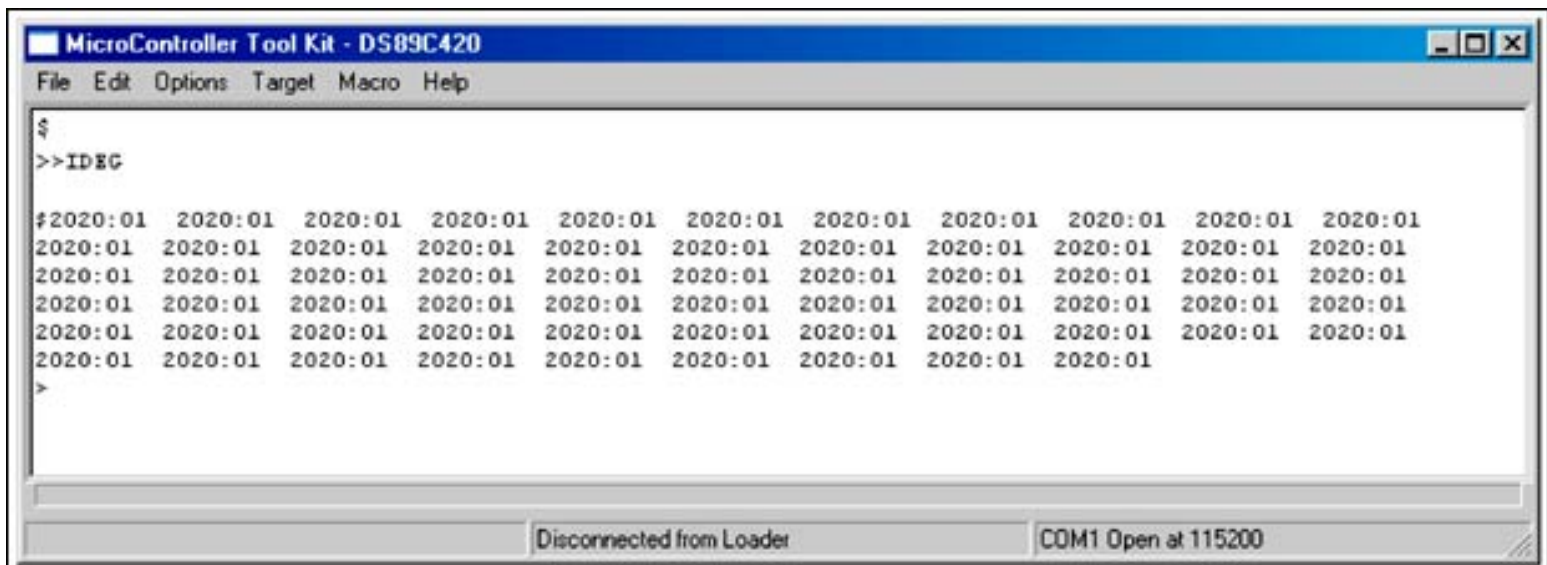 MicroController Tool Kit - DS89C420
File Edit Options Target Macro Help
$
>>IDEG
$2020:01 2020:01 2020:01 2020:01 2020:01 2020:01 2020:01 2020:01 2020:01 2020:01 2020:01
2020:01 2020:01 2020:01 2020:01 2020:01 2020:01 2020:01 2020:01 2020:01 2020:01 2020:01
2020:01 2020:01 2020:01 2020:01 2020:01 2020:01 2020:01 2020:01 2020:01 2020:01 2020:01
2020:01 2020:01 2020:01 2020:01 2020:01 2020:01 2020:01 2020:01 2020:01 2020:01 2020:01
2020:01 2020:01 2020:01 2020:01 2020:01 2020:01 2020:01 2020:01 2020:01 2020:01 2020:01
2020:01 2020:01 2020:01 2020:01 2020:01 2020:01 2020:01 2020:01 2020:01
>
Disconnected from Loader COM1 Open at 115200